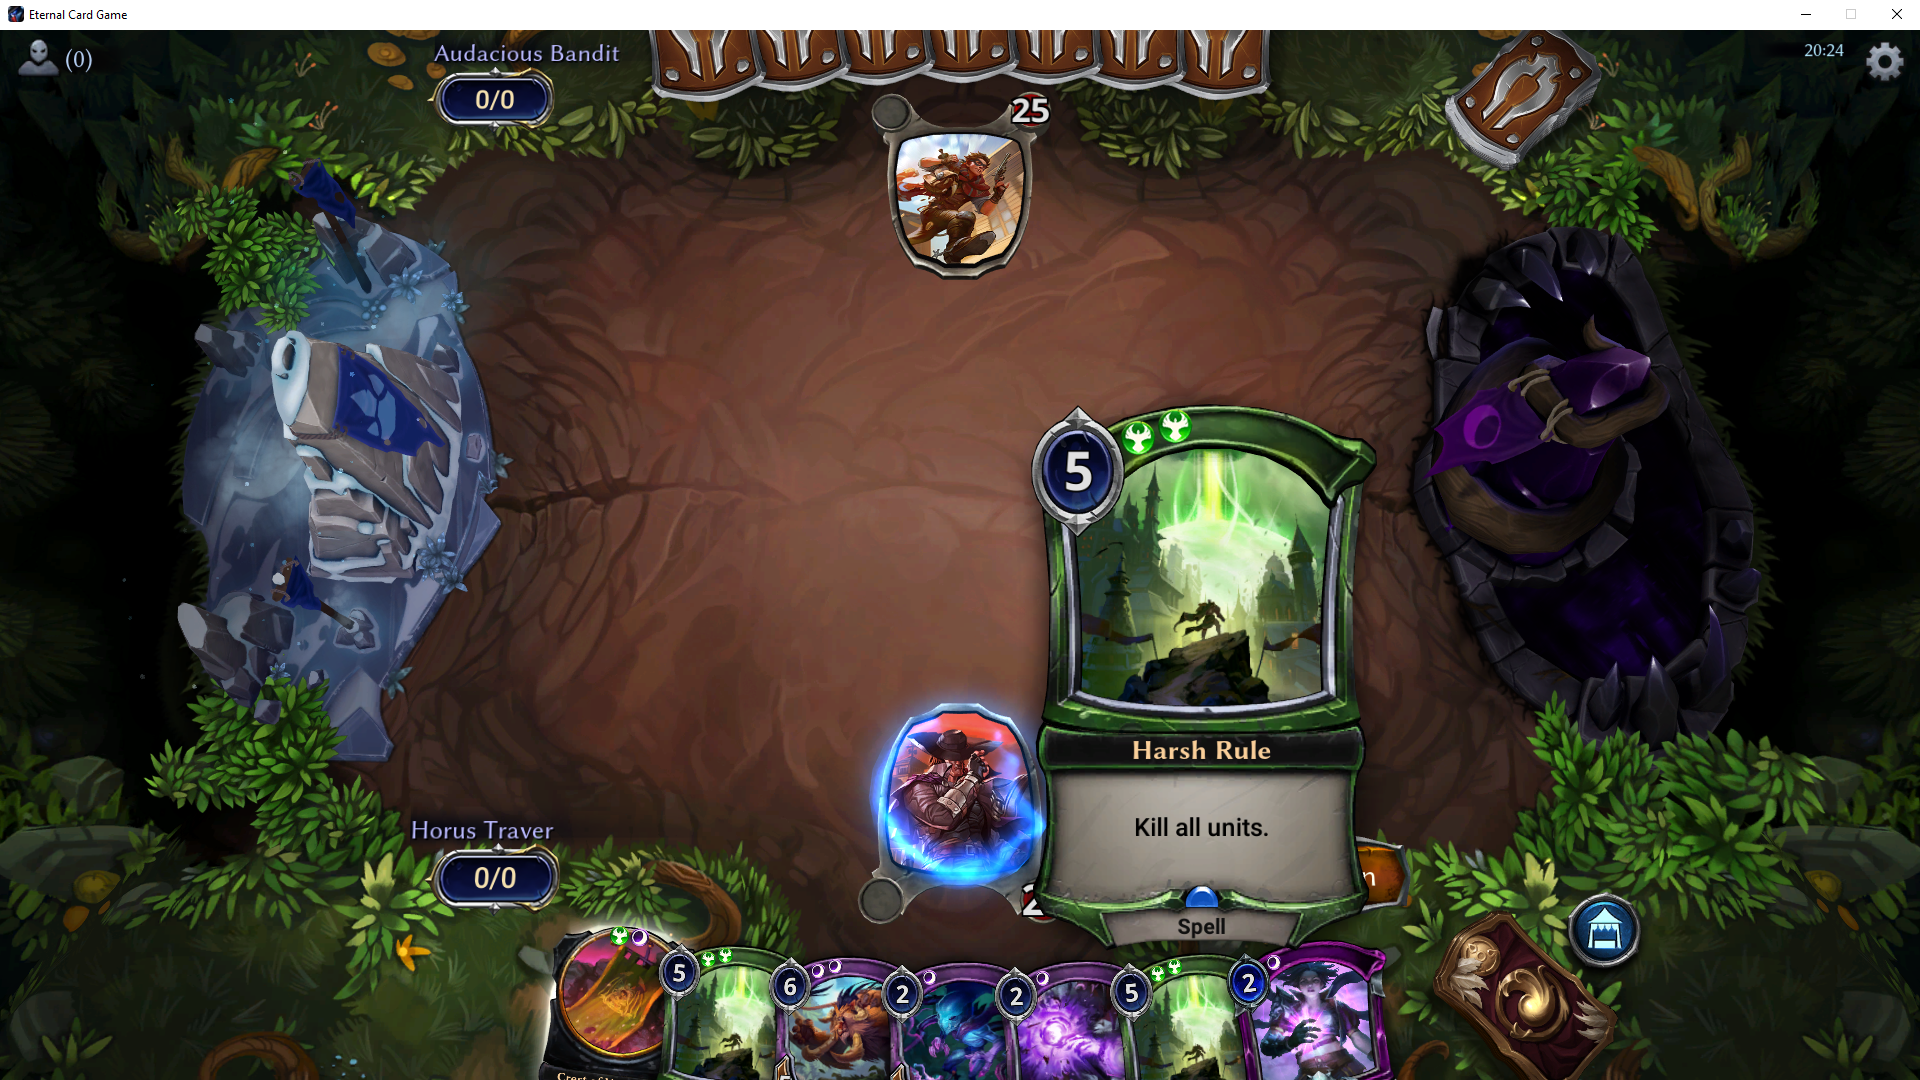 Eternal Card Game
(0)
Audacious Bandit
0/0
25
20:24
5
Harsh Rule
Kill all units.
Spell
Horus Traver
0/0
2
n
5
6
2
2
5
2